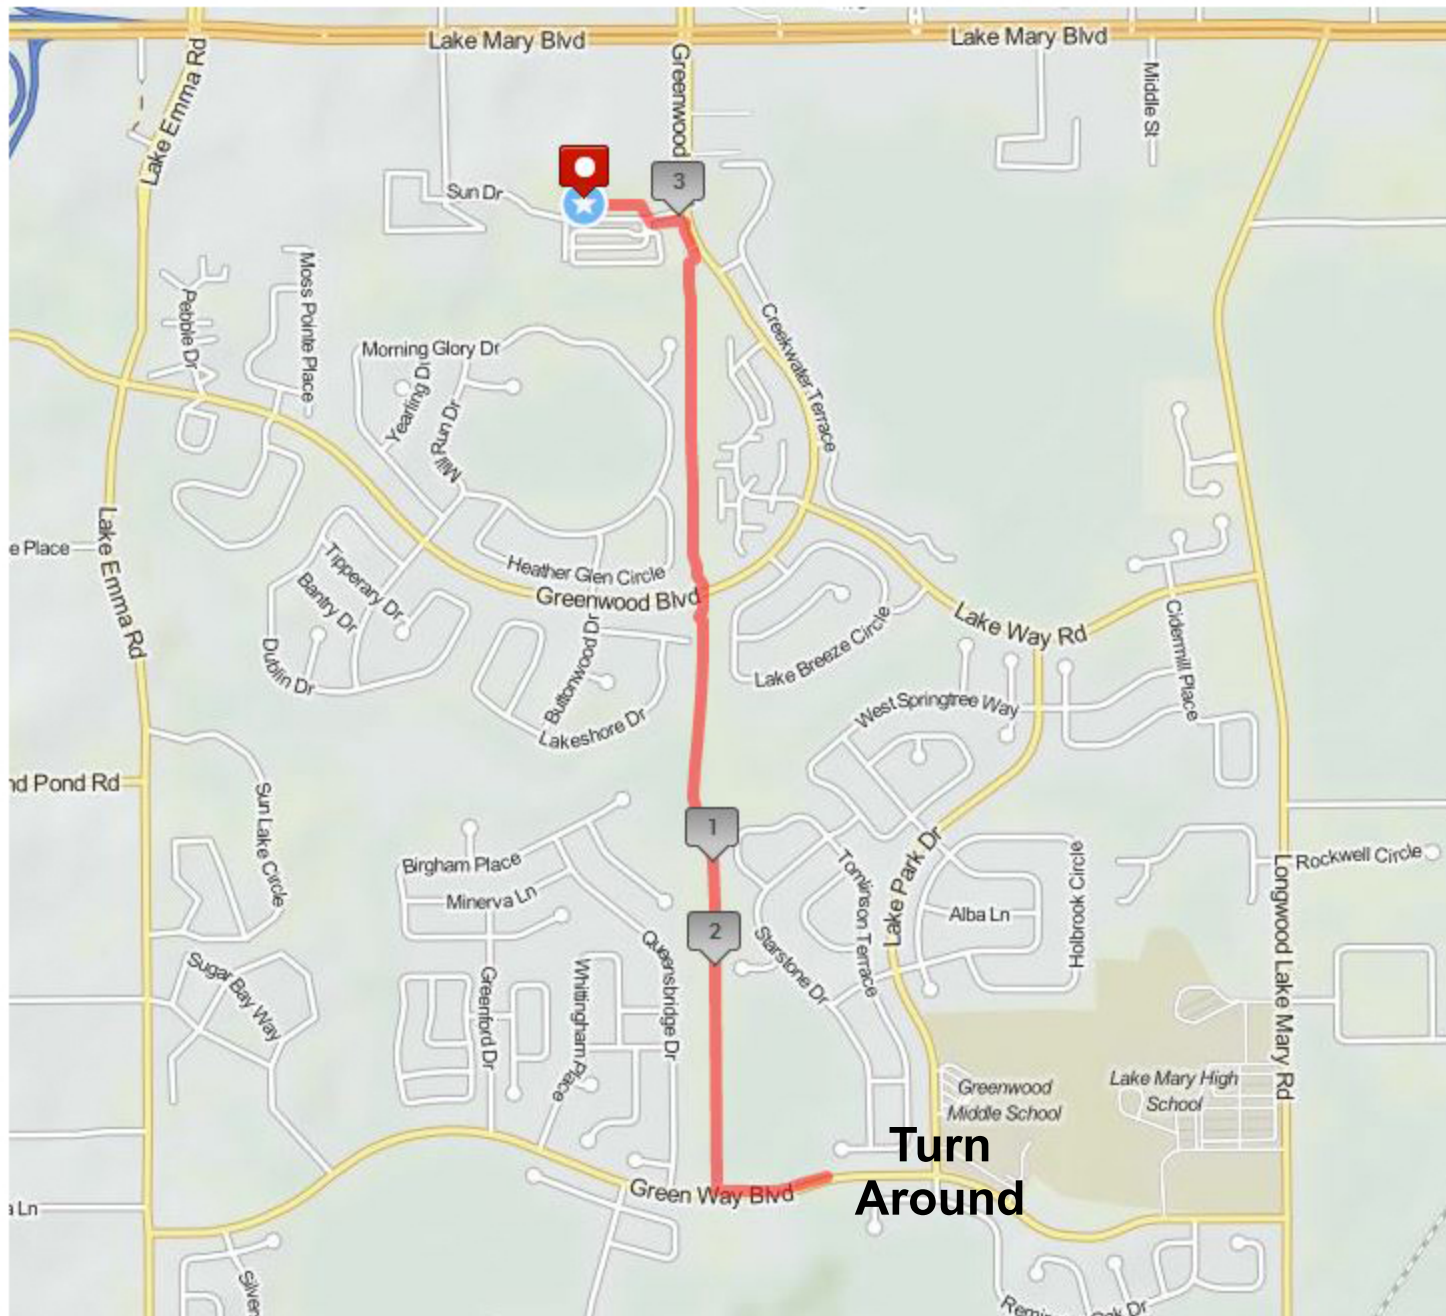 Lake Mary Blvd
Lake Mary Blvd
Lake Emma Rd
Greenwood
Middle St
Sun Dr
3
Moss Pointe Place
Pebble Dr
Creekwater Terrace
Morning Glory Dr
Yearling Dr
Mill Run Dr
Lake Emma Rd
e Place
Tipperary Dr
Bantry Dr
Heather Glen Circle
Greenwood Blvd
Lake Way Rd
Cidermill Place
Dublin Dr
Buttonwood Dr
Lake Breeze Circle
Lakeshore Dr
West Springtree Way
nd Pond Rd
Sun Lake Circle
1
Birgham Place
Minerva Ln
Tomlinson Terrace
Lake Park Dr
Holbrook Circle
Rockwell Circle
Alba Ln
Longwood Lake Mary Rd
2
Starstone Dr
Queensbridge Dr
Whittingham Place
Greenford Dr
Sugar Bay Way
Greenwood
Middle School
Lake Mary High
School
Turn
Around
Green Way Blvd
a Ln
Silver
Remin
Oak Dr